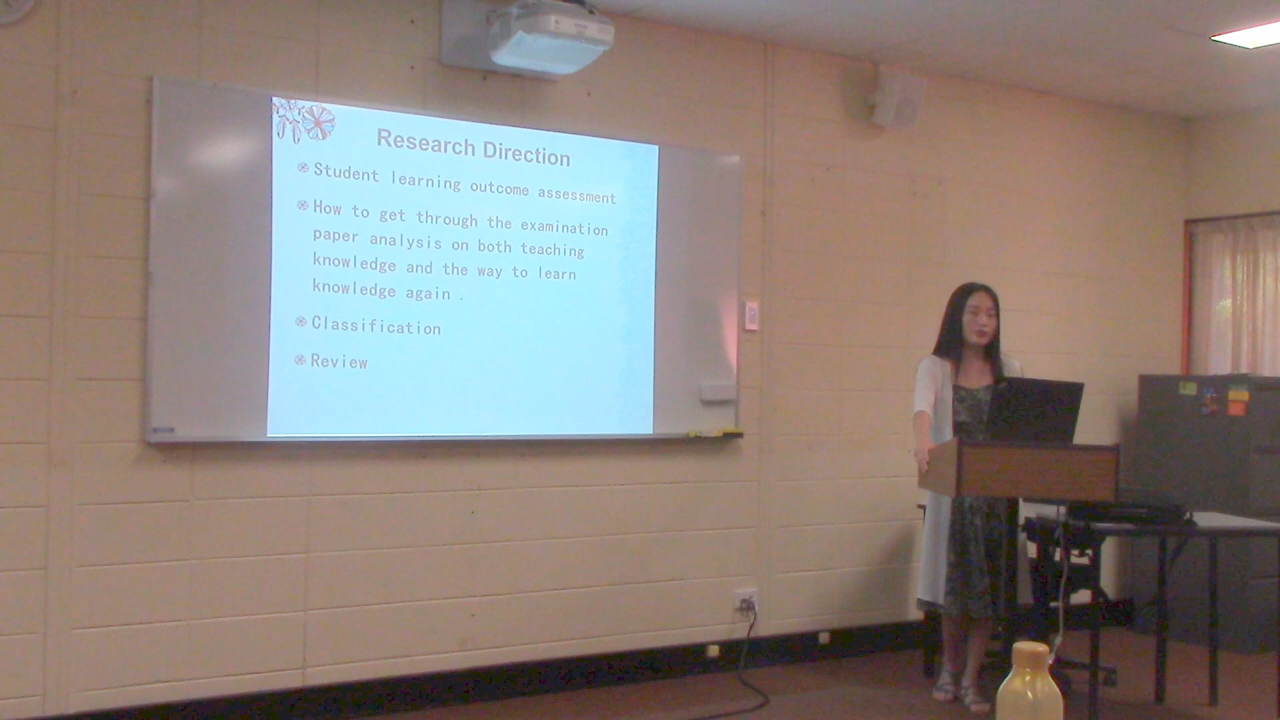 Research Direction
Student learning outcome assessment
How to get through the examination
paper analysis on both teaching
knowledge and the way to learn
knowledge again .
Classification
Review